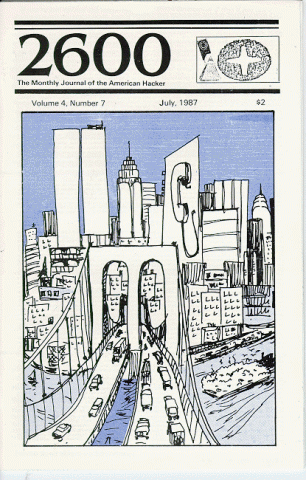 2600
The Monthly Journal of the American Hacker
Volume 4, Number 7 July, 1987 $2